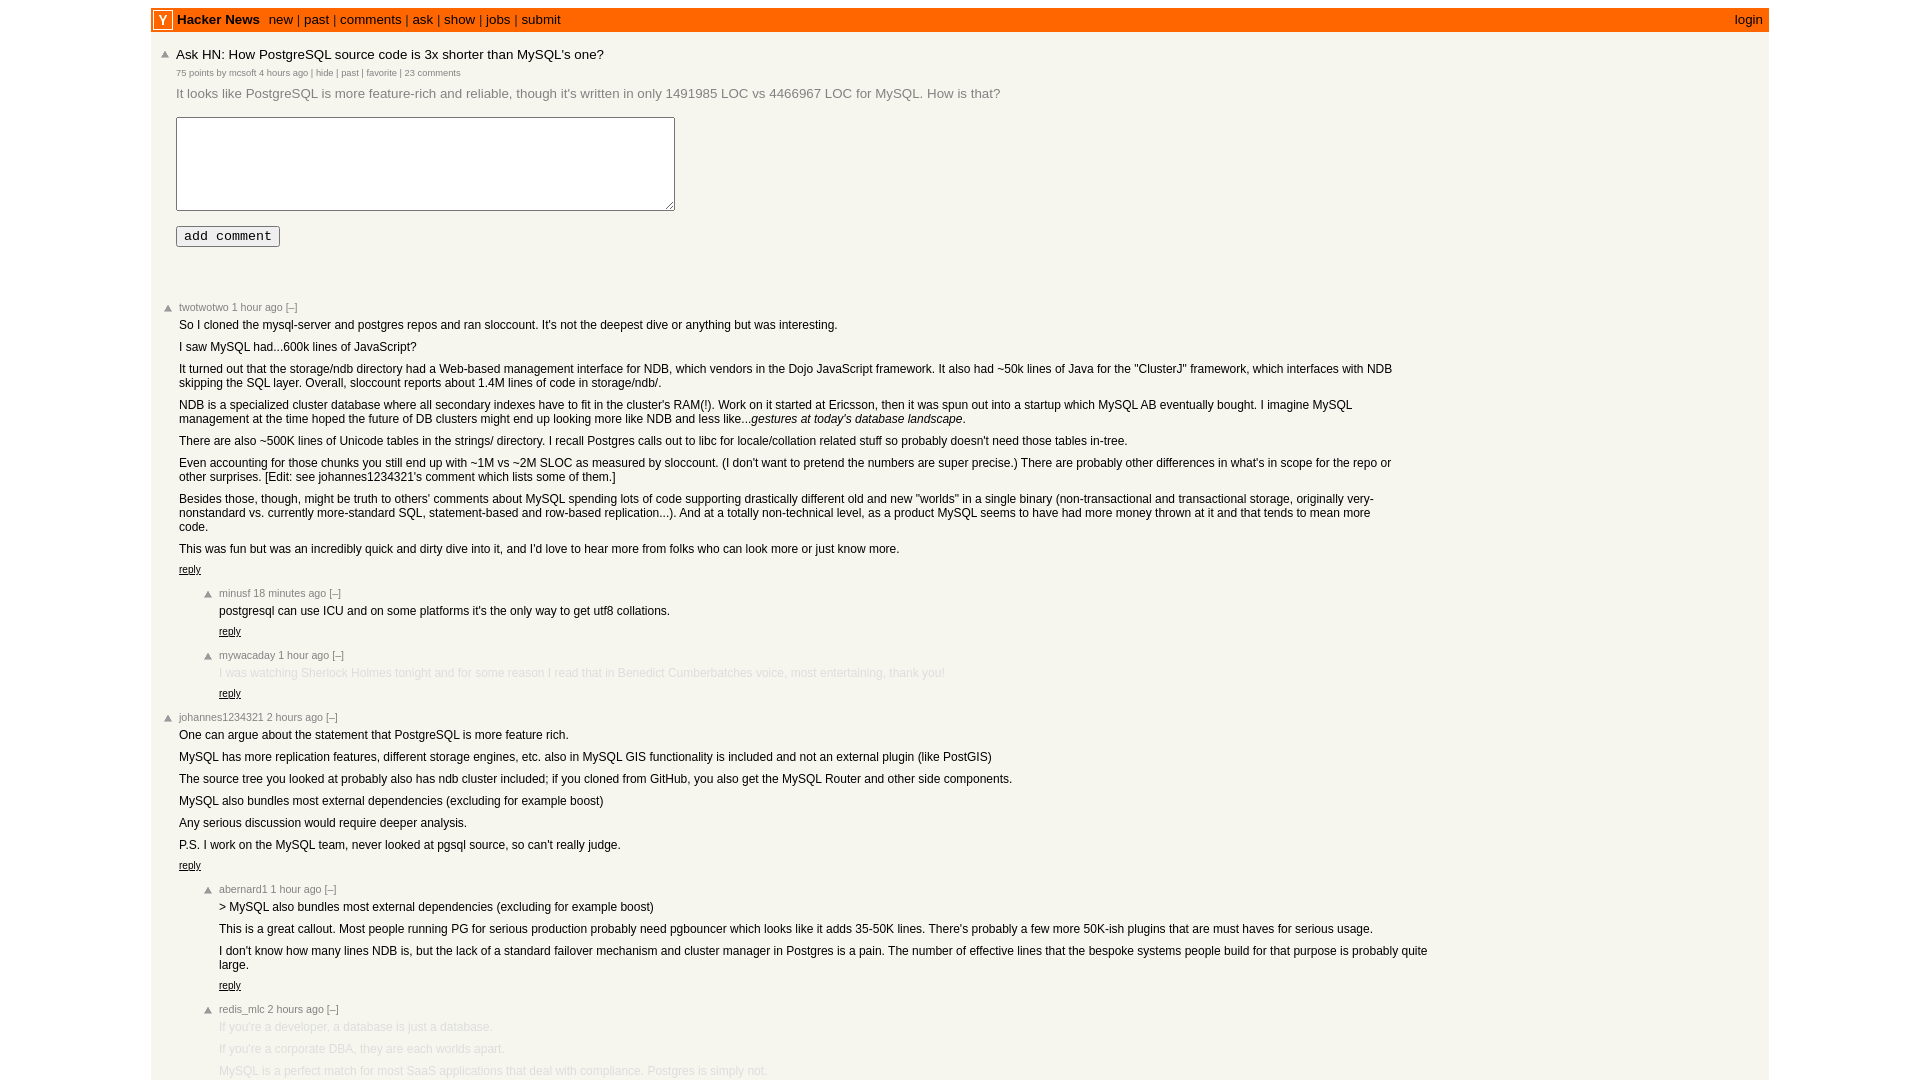 Y Hacker News new | past | comments | ask | show | jobs | submit login
Ask HN: How PostgreSQL source code is 3x shorter than MySQL's one?
75 points by mcsoft 4 hours ago | hide | past | favorite | 23 comments
It looks like PostgreSQL is more feature-rich and reliable, though it's written in only 1491985 LOC vs 4466967 LOC for MySQL. How is that?
add comment
twotwotwo 1 hour ago [–]
So I cloned the mysql-server and postgres repos and ran sloccount. It's not the deepest dive or anything but was interesting.
I saw MySQL had...600k lines of JavaScript?
It turned out that the storage/ndb directory had a Web-based management interface for NDB, which vendors in the Dojo JavaScript framework. It also had ~50k lines of Java for the "ClusterJ" framework, which interfaces with NDB
skipping the SQL layer. Overall, sloccount reports about 1.4M lines of code in storage/ndb/.
NDB is a specialized cluster database where all secondary indexes have to fit in the cluster's RAM(!). Work on it started at Ericsson, then it was spun out into a startup which MySQL AB eventually bought. I imagine MySQL
management at the time hoped the future of DB clusters might end up looking more like NDB and less like...gestures at today's database landscape.
There are also ~500K lines of Unicode tables in the strings/ directory. I recall Postgres calls out to libc for locale/collation related stuff so probably doesn't need those tables in-tree.
Even accounting for those chunks you still end up with ~1M vs ~2M SLOC as measured by sloccount. (I don't want to pretend the numbers are super precise.) There are probably other differences in what's in scope for the repo or
other surprises. [Edit: see johannes1234321's comment which lists some of them.]
Besides those, though, might be truth to others' comments about MySQL spending lots of code supporting drastically different old and new "worlds" in a single binary (non-transactional and transactional storage, originally very-
nonstandard vs. currently more-standard SQL, statement-based and row-based replication...). And at a totally non-technical level, as a product MySQL seems to have had more money thrown at it and that tends to mean more
code.
This was fun but was an incredibly quick and dirty dive into it, and I'd love to hear more from folks who can look more or just know more.
reply
minusf 18 minutes ago [–]
postgresql can use ICU and on some platforms it's the only way to get utf8 collations.
reply
mywacaday 1 hour ago [–]
I was watching Sherlock Holmes tonight and for some reason I read that in Benedict Cumberbatches voice, most entertaining, thank you!
reply
johannes1234321 2 hours ago [–]
One can argue about the statement that PostgreSQL is more feature rich.
MySQL has more replication features, different storage engines, etc. also in MySQL GIS functionality is included and not an external plugin (like PostGIS)
The source tree you looked at probably also has ndb cluster included; if you cloned from GitHub, you also get the MySQL Router and other side components.
MySQL also bundles most external dependencies (excluding for example boost)
Any serious discussion would require deeper analysis.
P.S. I work on the MySQL team, never looked at pgsql source, so can't really judge.
reply
abernard1 1 hour ago [–]
> MySQL also bundles most external dependencies (excluding for example boost)
This is a great callout. Most people running PG for serious production probably need pgbouncer which looks like it adds 35-50K lines. There's probably a few more 50K-ish plugins that are must haves for serious usage.
I don't know how many lines NDB is, but the lack of a standard failover mechanism and cluster manager in Postgres is a pain. The number of effective lines that the bespoke systems people build for that purpose is probably quite
large.
reply
redis_mlc 2 hours ago [–]
If you're a developer, a database is just a database.
If you're a corporate DBA, they are each worlds apart.
MySQL is a perfect match for most SaaS applications that deal with compliance. Postgres is simply not.